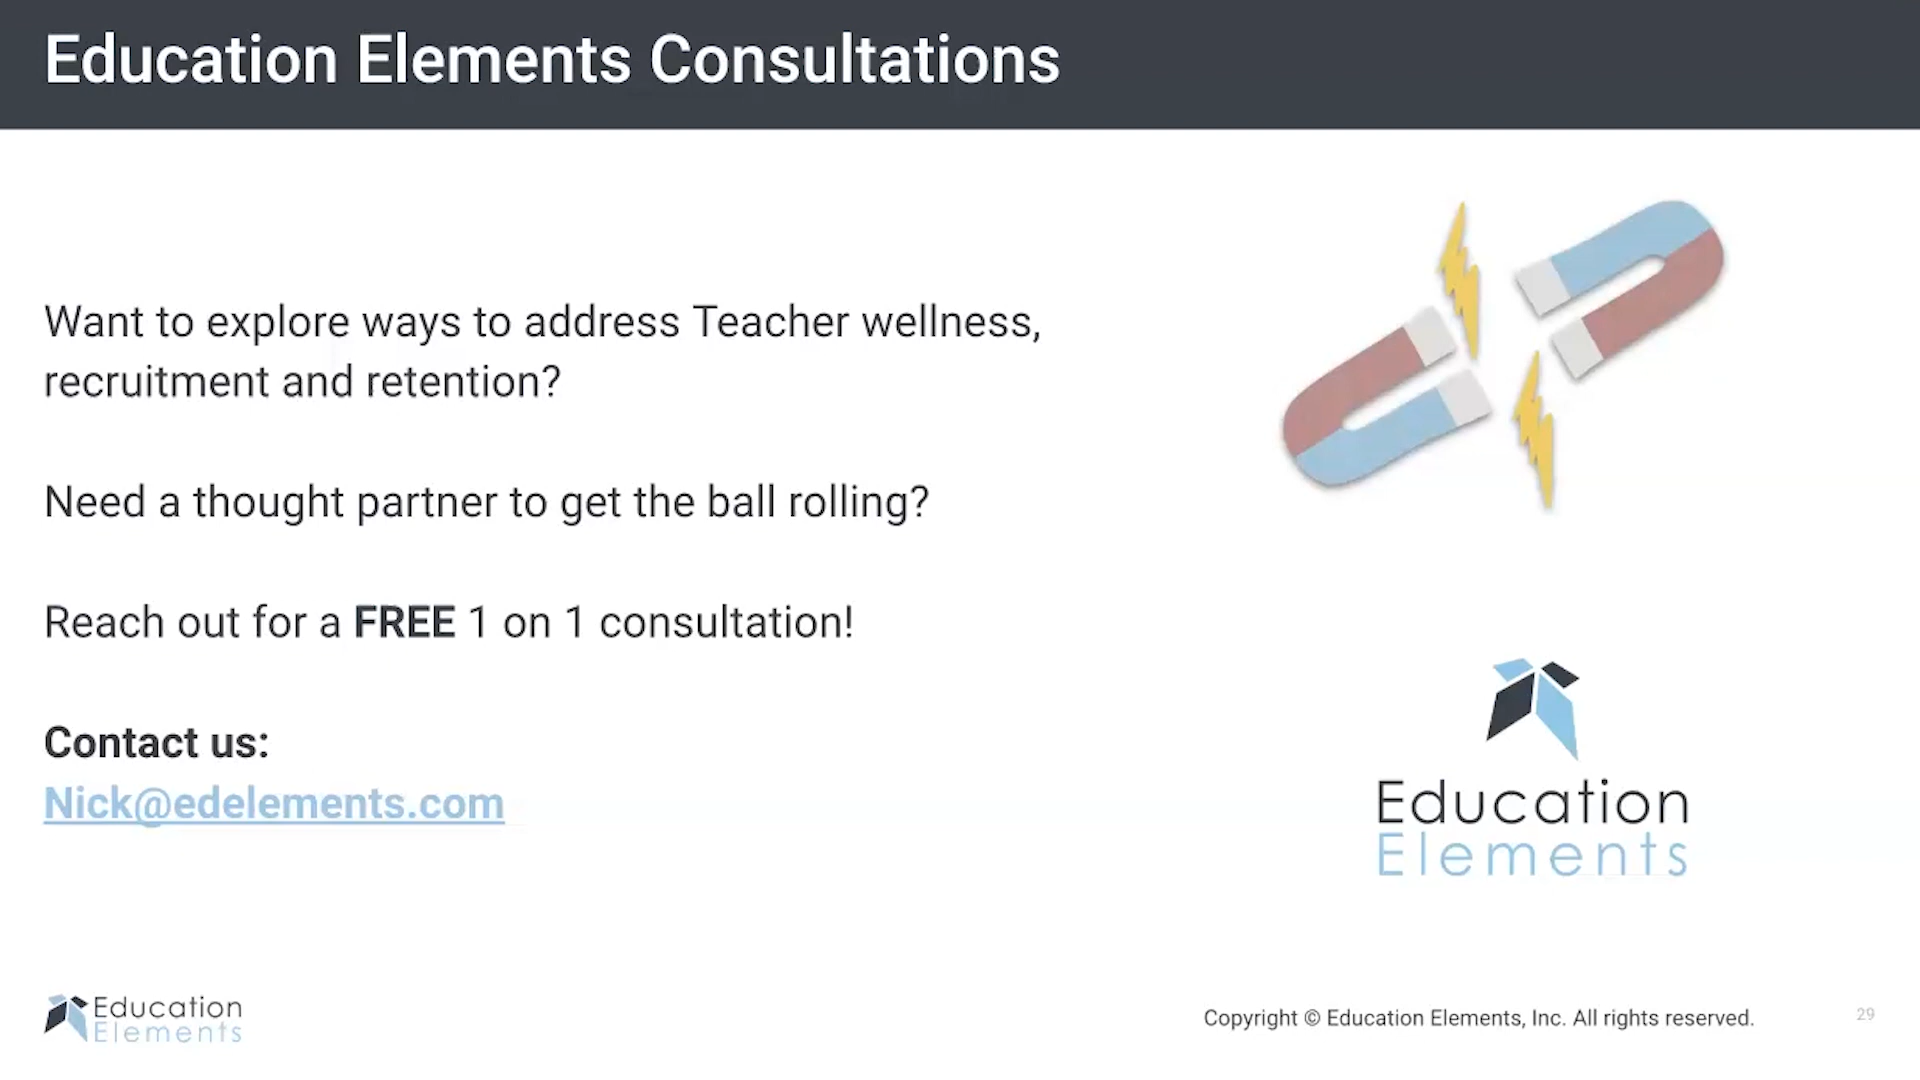 Education Elements Consultations
Want to explore ways to address Teacher wellness,
recruitment and retention?
Need a thought partner to get the ball rolling?
Reach out for a FREE 1 on 1 consultation!
Contact us:
Nick@edelements.com
Education
Elements
Education
Elements
Copyright © Education Elements, Inc. All rights reserved.
29